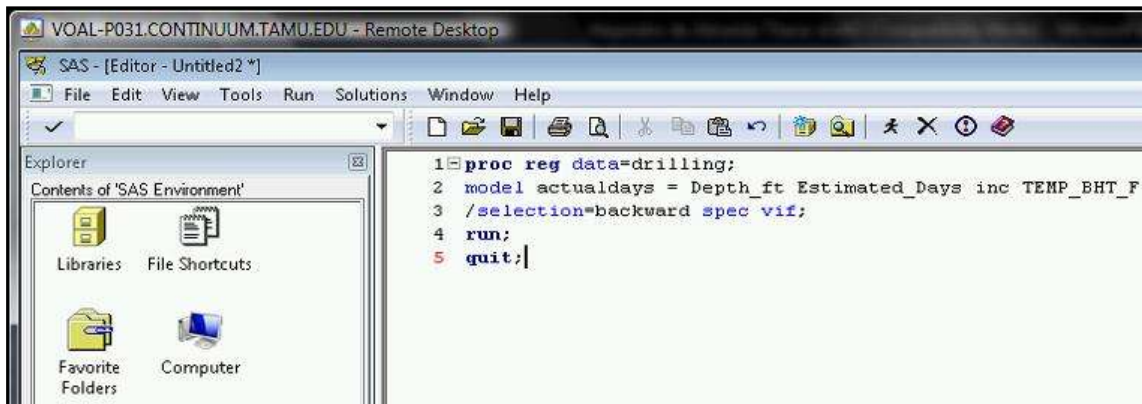 VOAL-P031.CONTINUUM.TAMU.EDU - Remote Desktop
SAS - [Editor - Untitled2 *]
File Edit View Tools Run Solutions Window Help
Explorer
Contents of 'SAS Environment'
Libraries
File Shortcuts
Favorite Folders
Computer
1 proc reg data=drilling;
2 model actualdays = Depth_ft Estimated_Days inc TEMP_BHT_F
3 /selection=backward spec vif;
4 run;
5 quit;